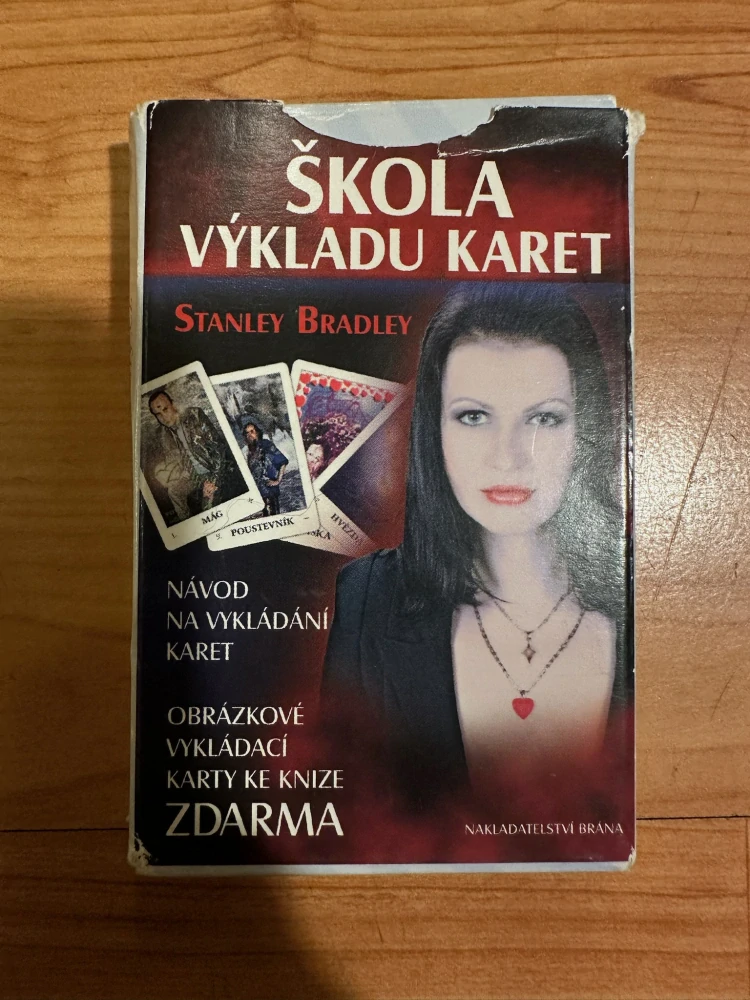 ŠKOLA
VÝKLADU KARET
STANLEY BRADLEY
MÁG
POUSTEVNÍK
HVĚZDA
NÁVOD
NA VYKLÁDÁNÍ
KARET
OBRÁZKOVÉ
VYKLÁDACÍ
KARTY KE KNIZE
ZDARMA
NAKLADATELSTVÍ BRÁNA